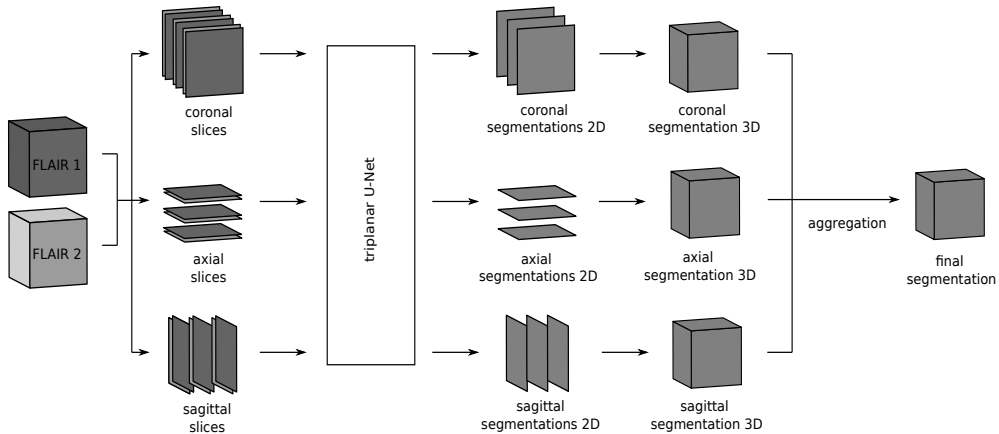 FLAIR 1
FLAIR 2
coronal
slices
axial
slices
sagittal
slices
triplanar U-Net
coronal
segmentations 2D
axial
segmentations 2D
sagittal
segmentations 2D
coronal
segmentation 3D
axial
segmentation 3D
sagittal
segmentation 3D
aggregation
final
segmentation